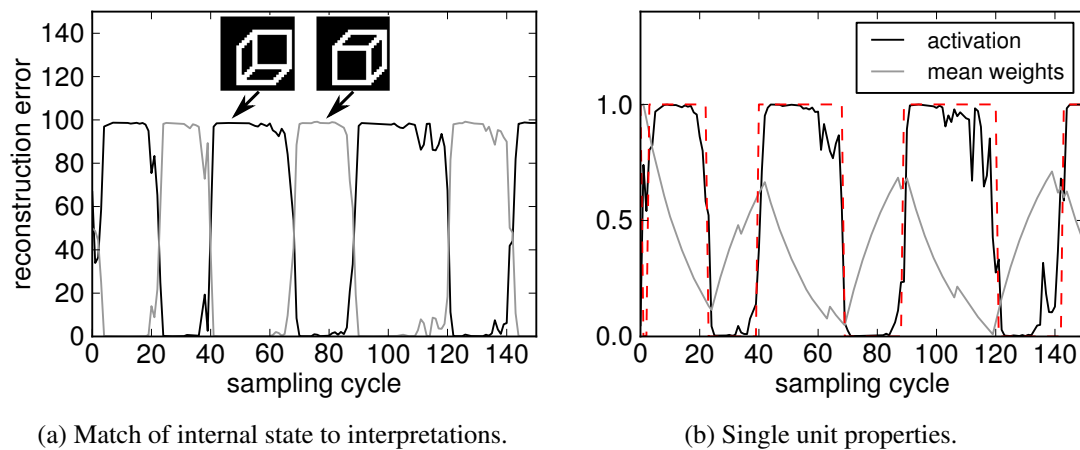 140
120
100
80
60
40
20
0
reconstruction error
0 20 40 60 80 100 120 140
sampling cycle
(a) Match of internal state to interpretations.
activation
mean weights
1.0
0.5
0.0
0 20 40 60 80 100 120 140
sampling cycle
(b) Single unit properties.